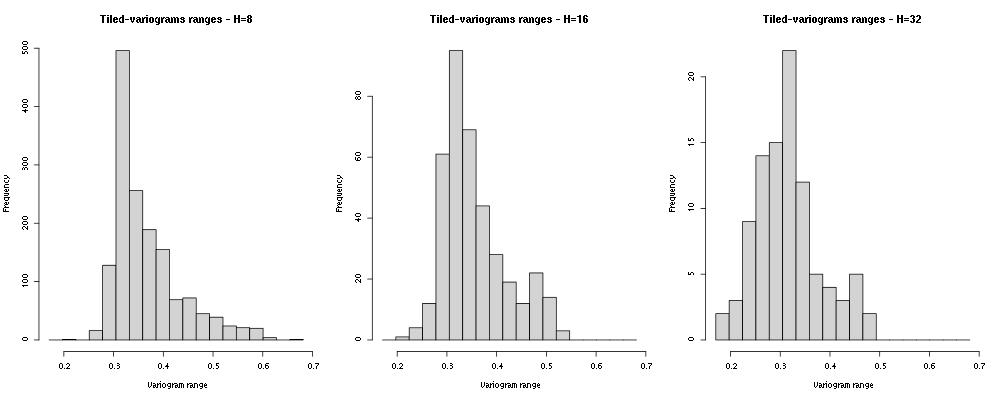 Tiled-variograms ranges - H=8
Frequency
500
400
300
200
100
0
0.2 0.3 0.4 0.5 0.6 0.7
Variogram range
Tiled-variograms ranges - H=16
Frequency
80
60
40
20
0
0.2 0.3 0.4 0.5 0.6 0.7
Variogram range
Tiled-variograms ranges - H=32
Frequency
20
15
10
5
0
0.2 0.3 0.4 0.5 0.6 0.7
Variogram range